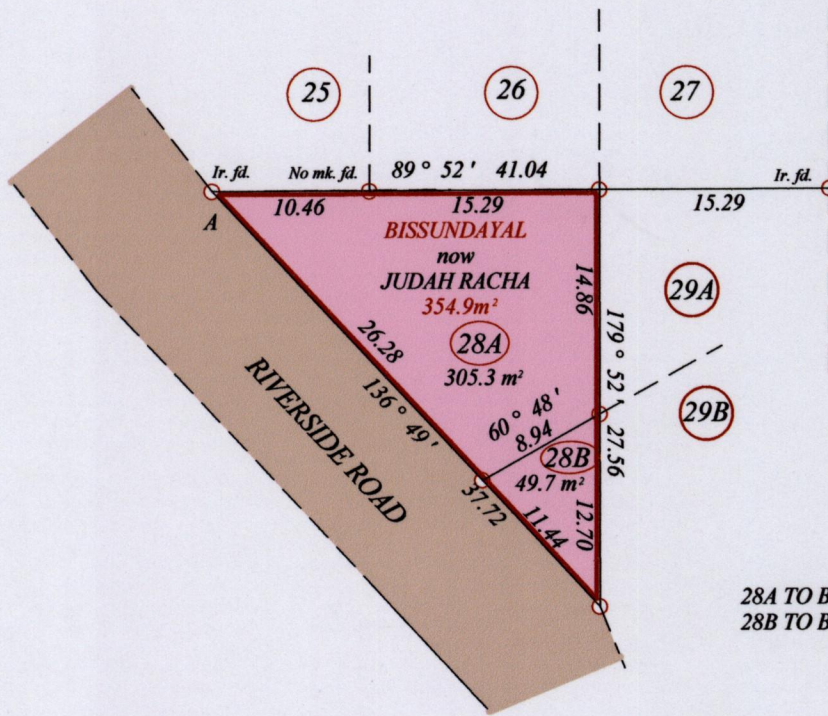 25
26
27
Ir. fd.
No mk. fd.
89° 52' 41.04
Ir. fd.
A
10.46
15.29
15.29
BISSUNDAYAL
now
JUDAH RACHA
354.9m²
28A
305.3 m²
14.86
29A
179° 52' 27.56
26.28
136° 49' 37.72
RIVERSIDE ROAD
60° 48'
8.94
29B
28B
49.7 m²
11.44
12.70
28A TO B
28B TO B